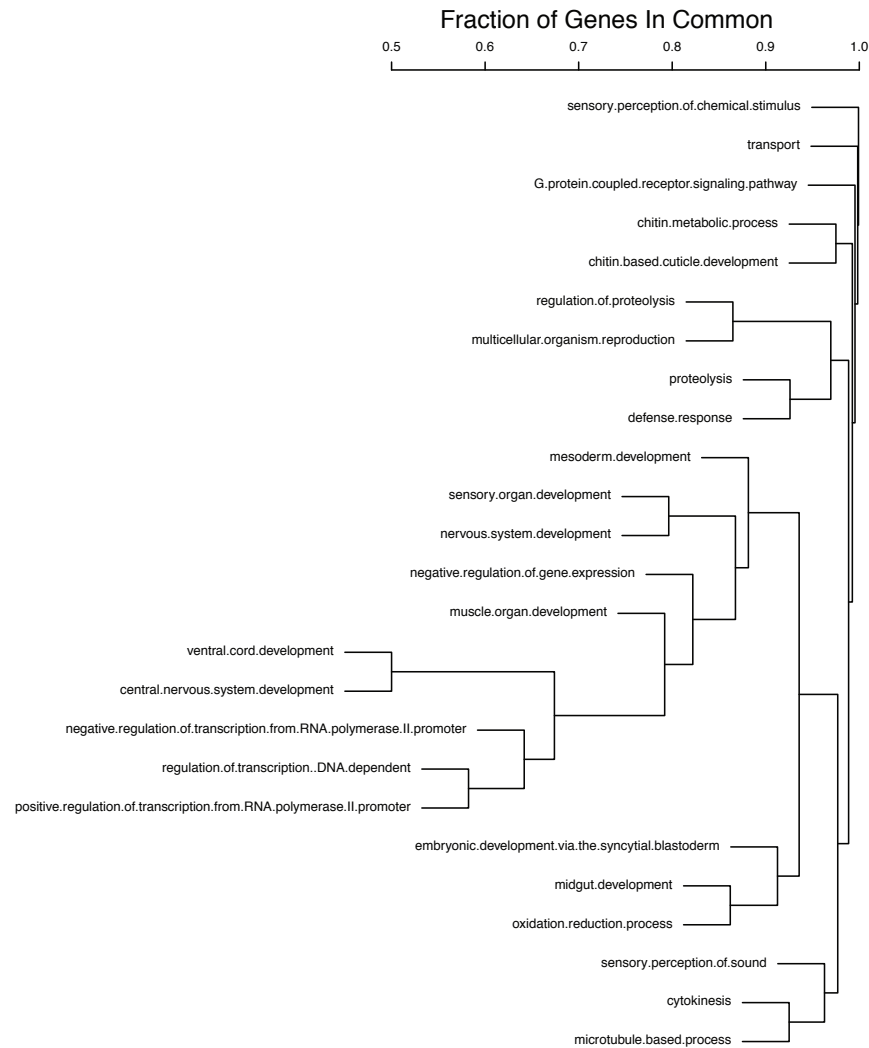 Fraction of Genes In Common
0.5 0.6 0.7 0.8 0.9 1.0
sensory.perception.of.chemical.stimulus
transport
G.protein.coupled.receptor.signaling.pathway
chitin.metabolic.process
chitin.based.cuticle.development
regulation.of.proteolysis
multicellular.organism.reproduction
proteolysis
defense.response
mesoderm.development
sensory.organ.development
nervous.system.development
negative.regulation.of.gene.expression
muscle.organ.development
ventral.cord.development
central.nervous.system.development
negative.regulation.of.transcription.from.RNA.polymerase.II.promoter
regulation.of.transcription..DNA.dependent
positive.regulation.of.transcription.from.RNA.polymerase.II.promoter
embryonic.development.via.the.syncytial.blastoderm
midgut.development
oxidation.reduction.process
sensory.perception.of.sound
cytokinesis
microtubule.based.process